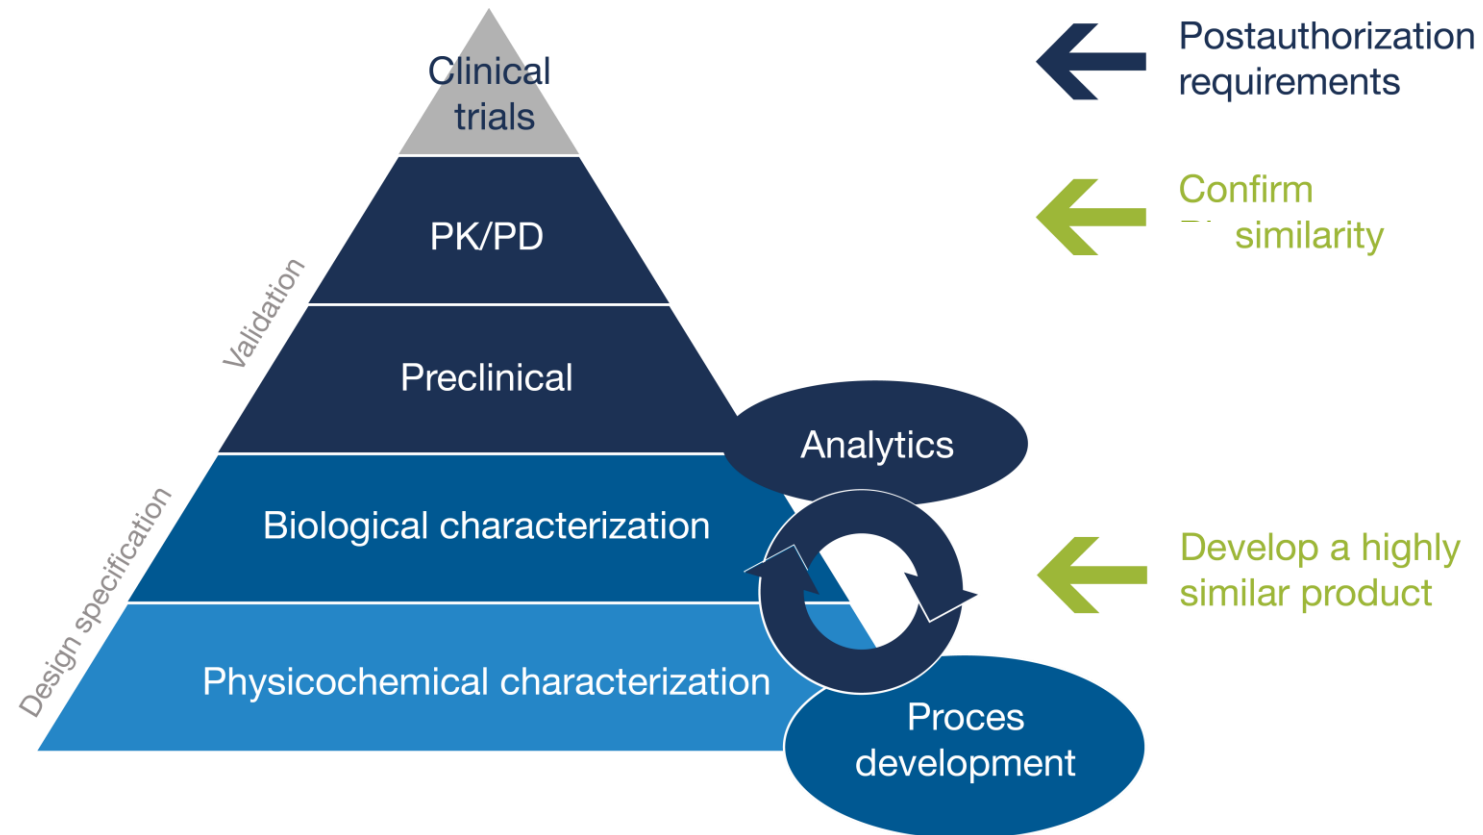 Clinical
trials
PK/PD
Preclinical
Biological characterization
Physicochemical characterization
Validation
Design specification
Analytics
Proces
development
Postauthorization
requirements
Confirm
similarity
Develop a highly
similar product